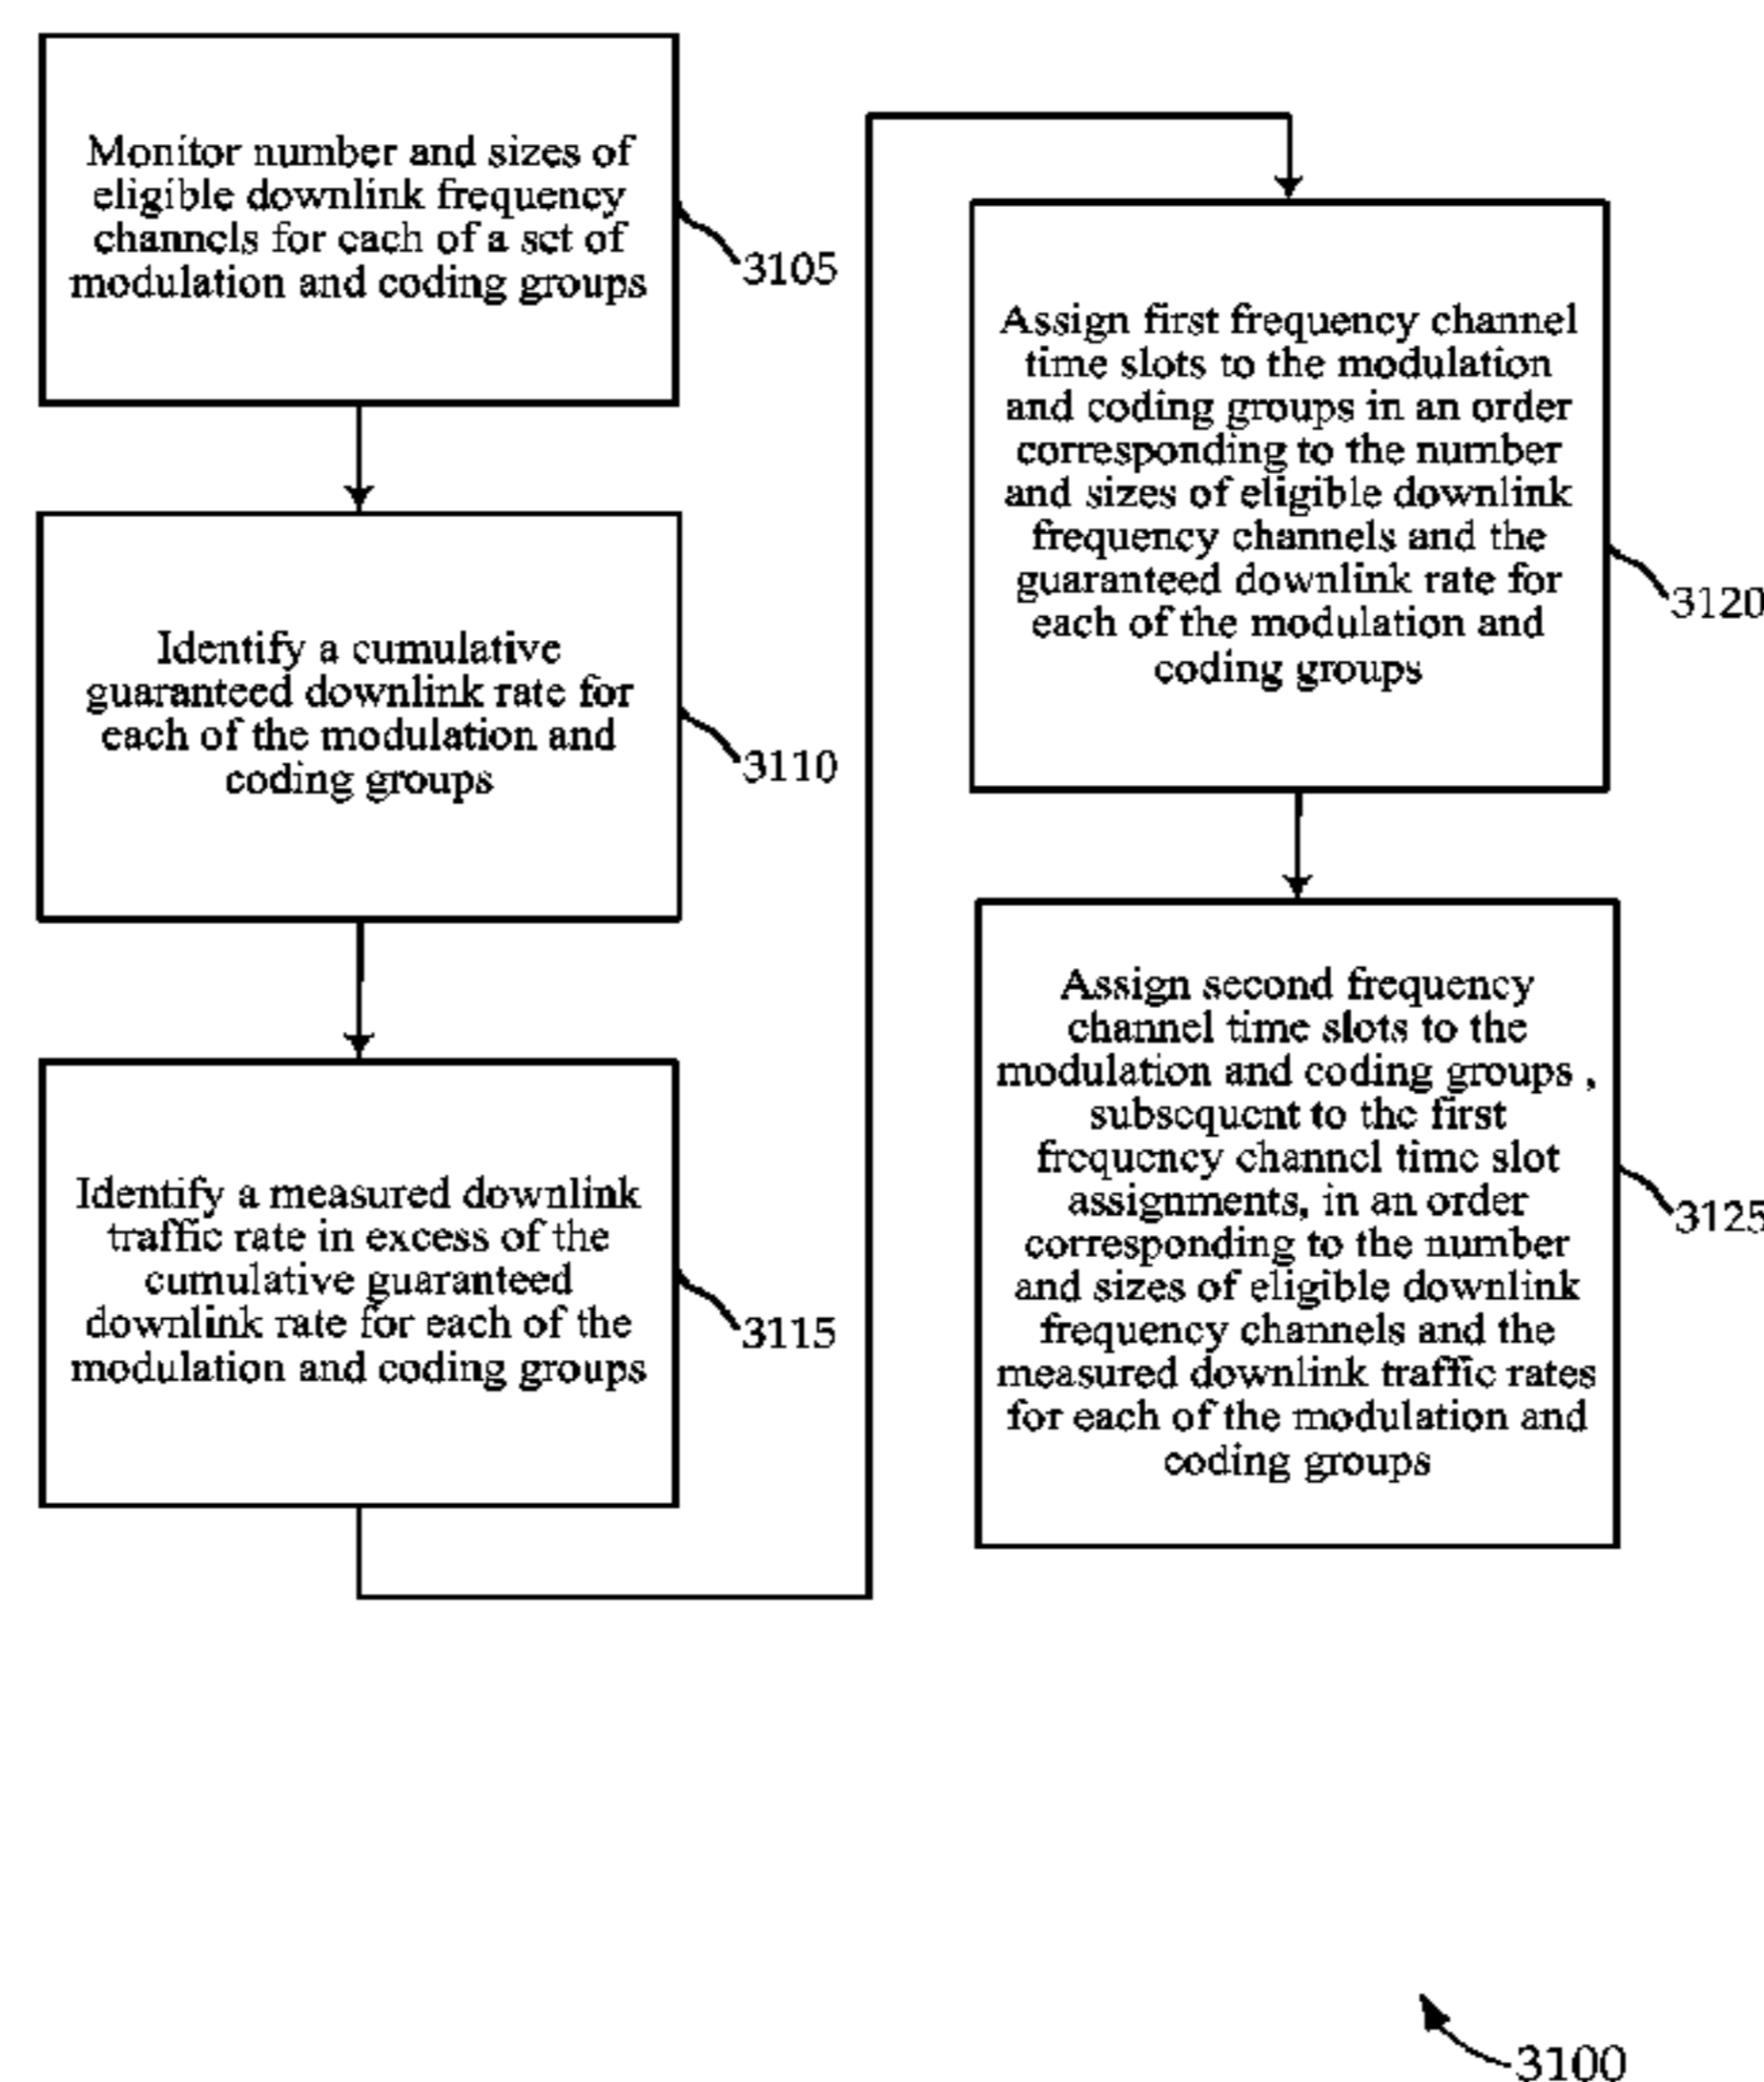 Monitor number and sizes of
eligible downlink frequency
channels for each of a set of
modulation and coding groups
3105
Identify a cumulative
guaranteed downlink rate for
each of the modulation and
coding groups
3110
Identify a measured downlink
traffic rate in excess of the
cumulative guaranteed
downlink rate for each of the
modulation and coding groups
3115
Assign first frequency channel
time slots to the modulation
and coding groups in an order
corresponding to the number
and sizes of eligible downlink
frequency channels and the
guaranteed downlink rate for
each of the modulation and
coding groups
3120
Assign second frequency
channel time slots to the
modulation and coding groups ,
subsequent to the first
frequency channel time slot
assignments, in an order
corresponding to the number
and sizes of eligible downlink
frequency channels and the
measured downlink traffic rates
for each of the modulation and
coding groups
3125
3100